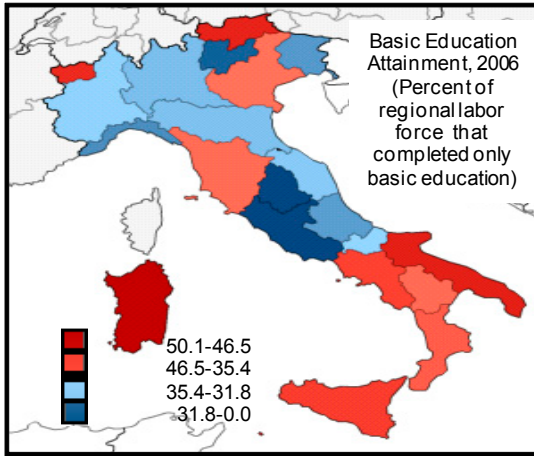 Basic Education
Attainment, 2006
(Percent of
regional labor
force that
completed only
basic education)
50.1-46.5
46.5-35.4
35.4-31.8
31.8-0.0